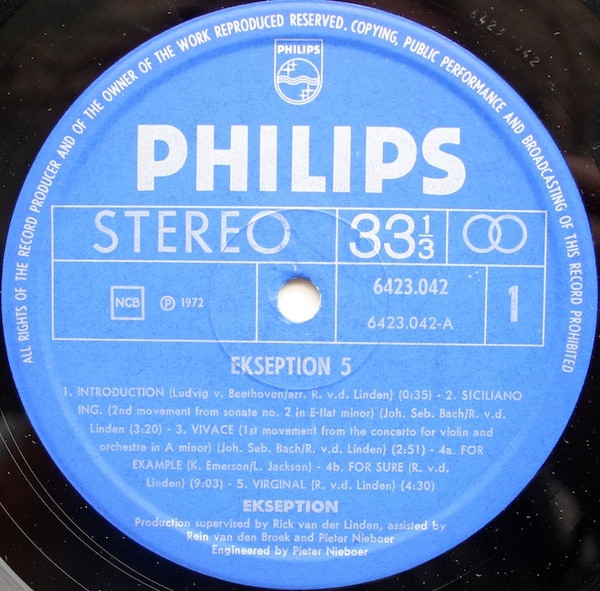 ALL RIGHTS OF THE RECORD PRODUCER AND OF THE OWNER OF THE WORK REPRODUCED RESERVED. COPYING, PUBLIC PERFORMANCE AND BROADCASTING OF THIS RECORD PROHIBITED
PHILIPS
PHILIPS
STEREO 33⅓
NCB ℗ 1972 6423.042 1
6423.042-A
EKSEPTION 5
1. INTRODUCTION (Ludvig v. Beethoven/arr. R. v.d. Linden) (0:35) - 2. SICILIANO
ING. (2nd movement from sonate no. 2 in E-flat minor) (Joh. Seb. Bach/R. v.d.
Linden (3:20) - 3. VIVACE (1st movement from the concerto for violin and
orchestra in A minor) (Joh. Seb. Bach/R. v.d. Linden) (2:51) - 4a. FOR
EXAMPLE (K. Emerson/L. Jackson) - 4b. FOR SURE (R. v.d.
Linden) (9:03) - 5. VIRGINAL (R. v.d. Linden) (4:30)
EKSEPTION
Production supervised by Rick van der Linden, assisted by
Rein van den Broek and Pieter Nieboer
Engineered by Pieter Nieboer